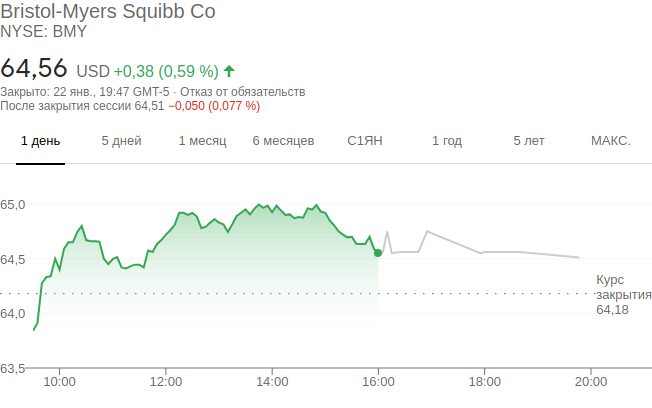 Bristol-Myers Squibb Co
NYSE: BMY
64,56 USD +0,38 (0,59 %)
Закрыто: 22 янв., 19:47 GMT-5 · Отказ от обязательств
После закрытия сессии 64,51 −0,050 (0,077 %)
1 день 5 дней 1 месяц 6 месяцев С1ЯН 1 год 5 лет МАКС.
65,0
64,5
Курс
закрытия
64,18
64,0
63,5
10:00 12:00 14:00 16:00 18:00 20:00